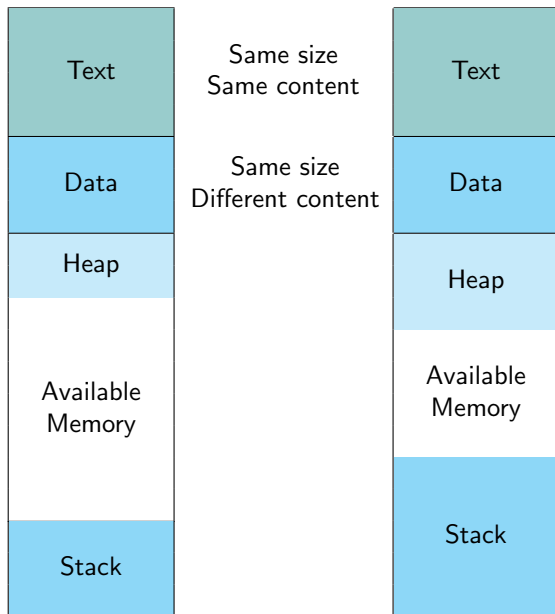 Text
Same size
Same content
Text
Data
Same size
Different content
Data
Heap
Heap
Available
Memory
Available
Memory
Stack
Stack